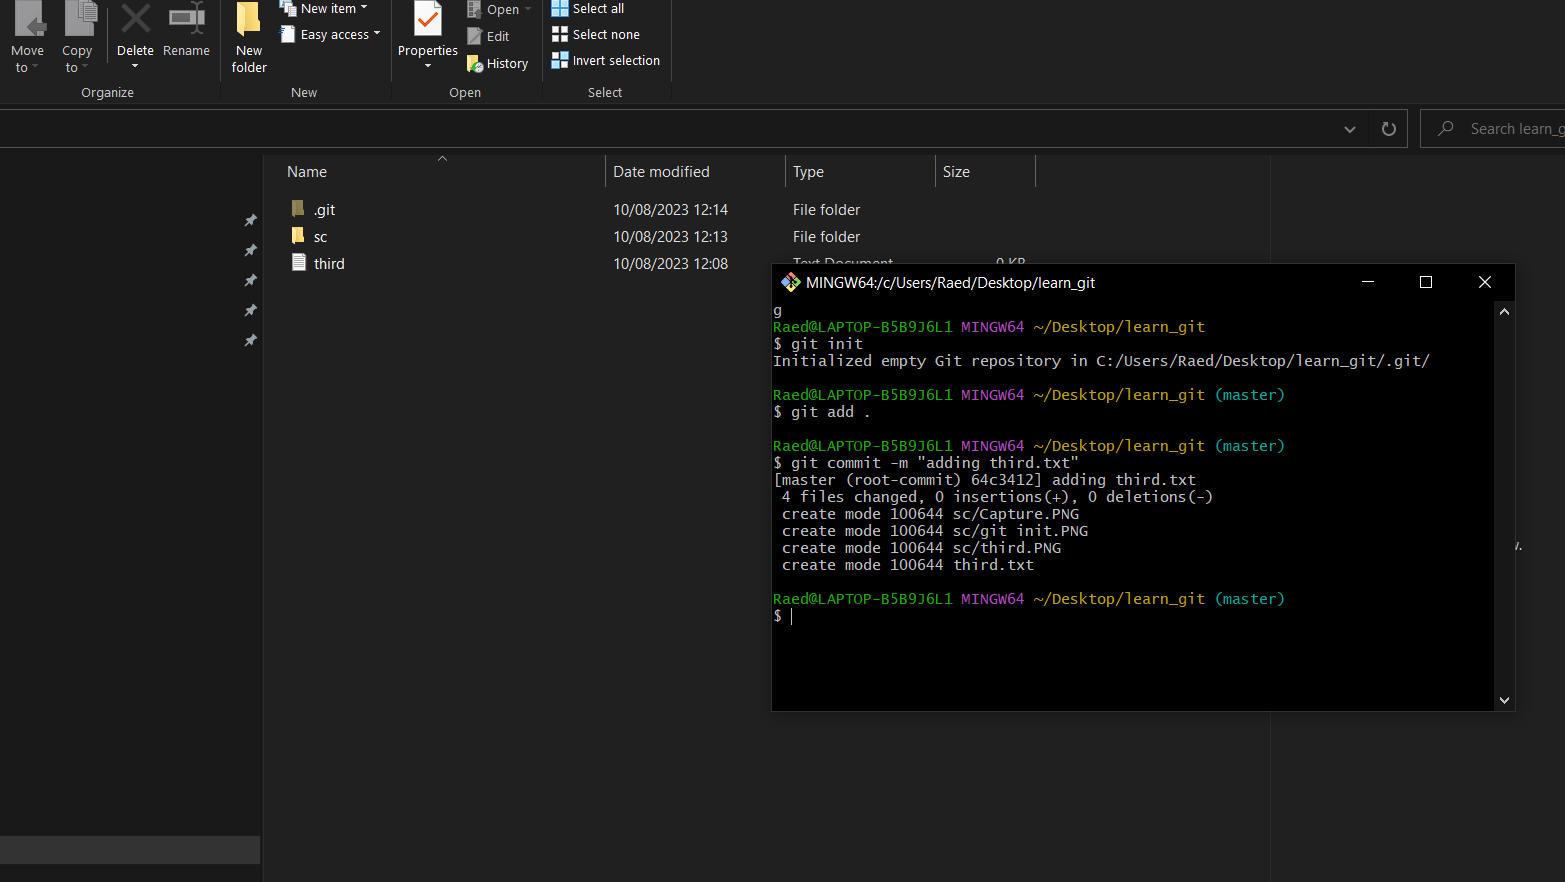 Move
to
Copy
to
Delete
Rename
Organize
New
folder
New item
Easy access
New
Properties
Open
Edit
History
Open
Select all
Select none
Invert selection
Select
Search learn_g
Name
Date modified
Type
Size
.git 10/08/2023 12:14 File folder
sc 10/08/2023 12:13 File folder
third 10/08/2023 12:08 Text Document 0 KB
MINGW64:/c/Users/Raed/Desktop/learn_git
g
Raed@LAPTOP-B5B9J6L1 MINGW64 ~/Desktop/learn_git
$ git init
Initialized empty Git repository in C:/Users/Raed/Desktop/learn_git/.git/
Raed@LAPTOP-B5B9J6L1 MINGW64 ~/Desktop/learn_git (master)
$ git add .
Raed@LAPTOP-B5B9J6L1 MINGW64 ~/Desktop/learn_git (master)
$ git commit -m "adding third.txt"
[master (root-commit) 64c3412] adding third.txt
4 files changed, 0 insertions(+), 0 deletions(-)
create mode 100644 sc/Capture.PNG
create mode 100644 sc/git init.PNG
create mode 100644 sc/third.PNG
create mode 100644 third.txt
Raed@LAPTOP-B5B9J6L1 MINGW64 ~/Desktop/learn_git (master)
$